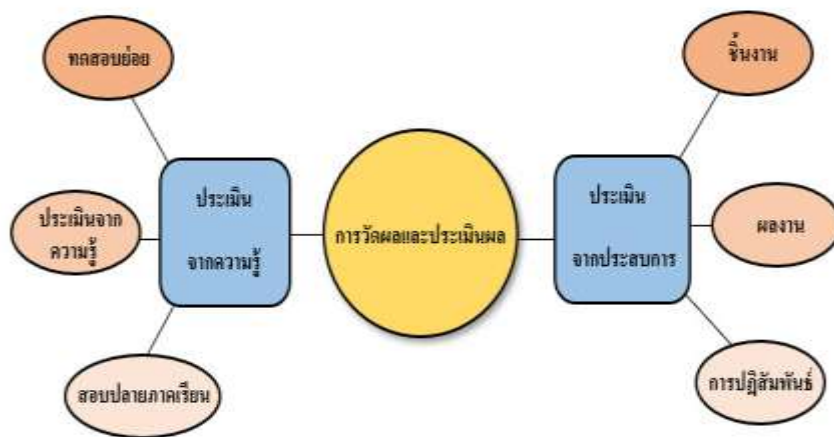 ทดสอบย่อย
ประเมินจาก
ความรู้
สอบปลายภาคเรียน
ประเมิน
จากความรู้
การวัดผลและประเมินผล
ประเมิน
จากประสบการ
ชิ้นงาน
ผลงาน
การปฏิสัมพันธ์